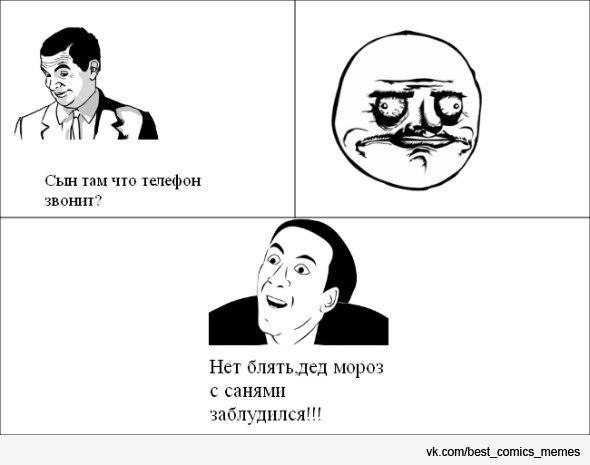 Сын там что телефон
звонит?
Нет блять,дед мороз
с санями
заблудился!!!
vk.com/best_comics_memes